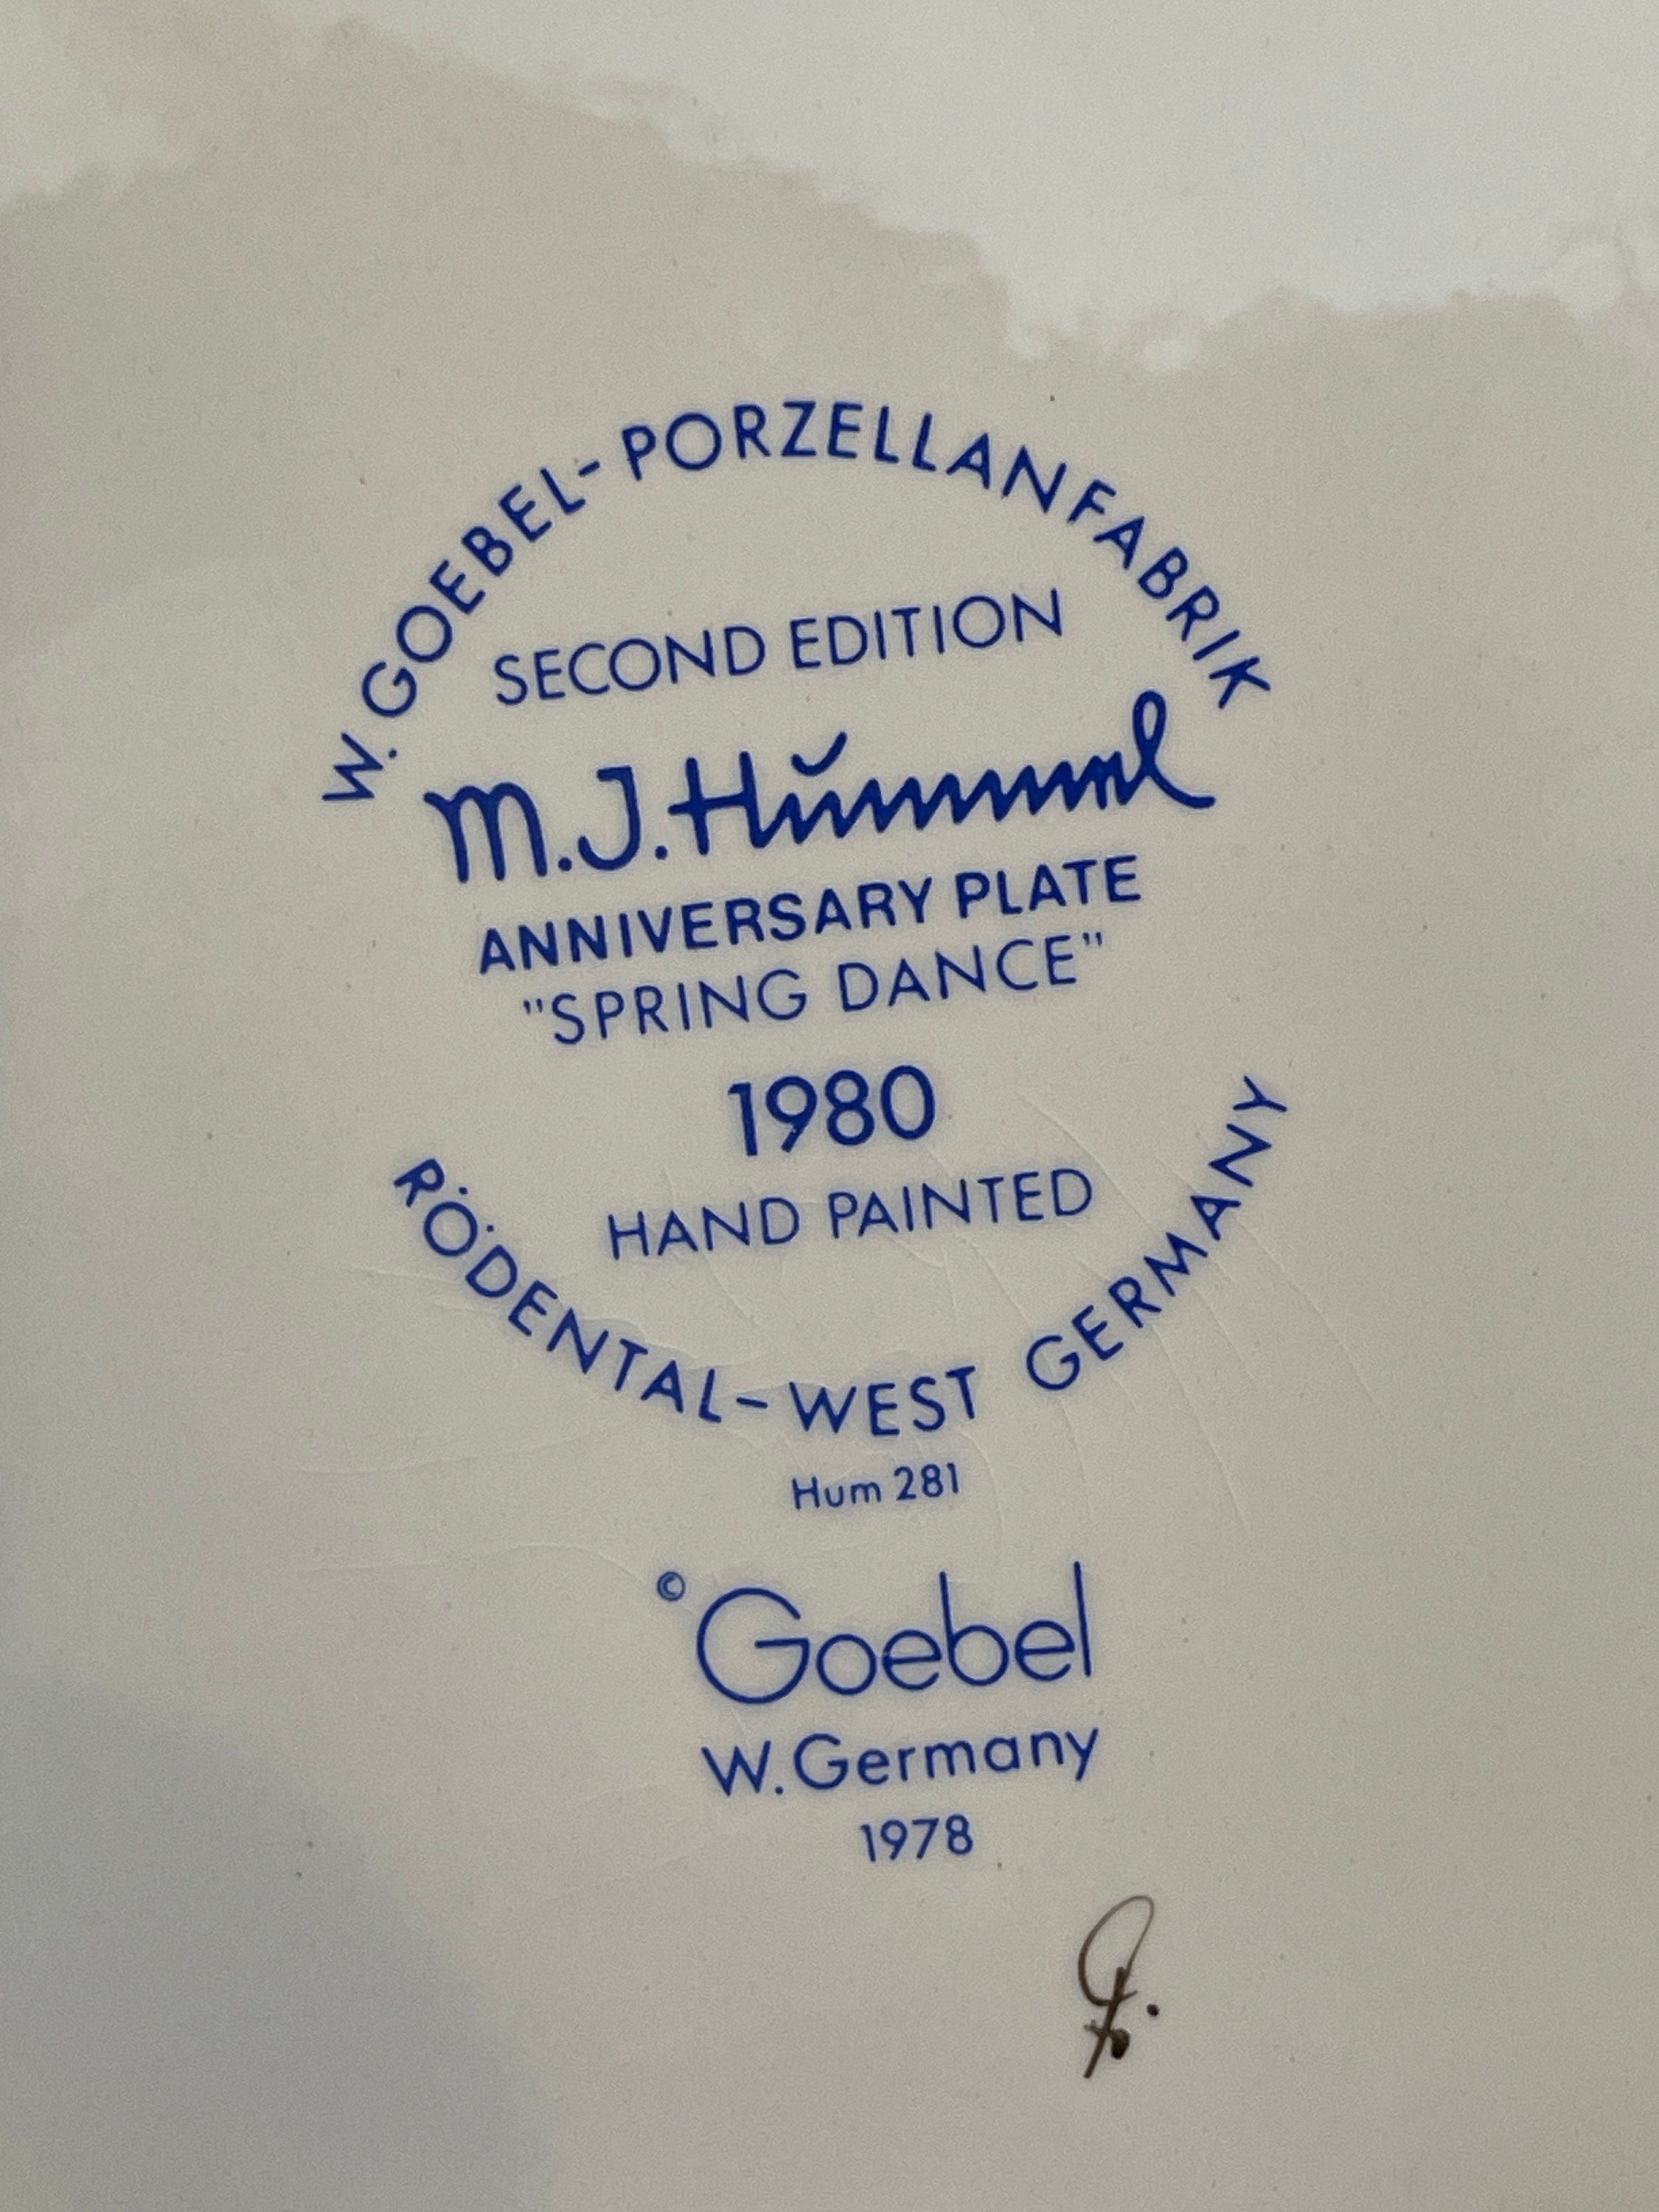 W. GOEBEL-PORZELLANFABRIK
SECOND EDITION
M.J. Hummel
ANNIVERSARY PLATE
"SPRING DANCE"
1980
HAND PAINTED
RÖDENTAL-WEST GERMANY
Hum 281
© Goebel
W.Germany
1978